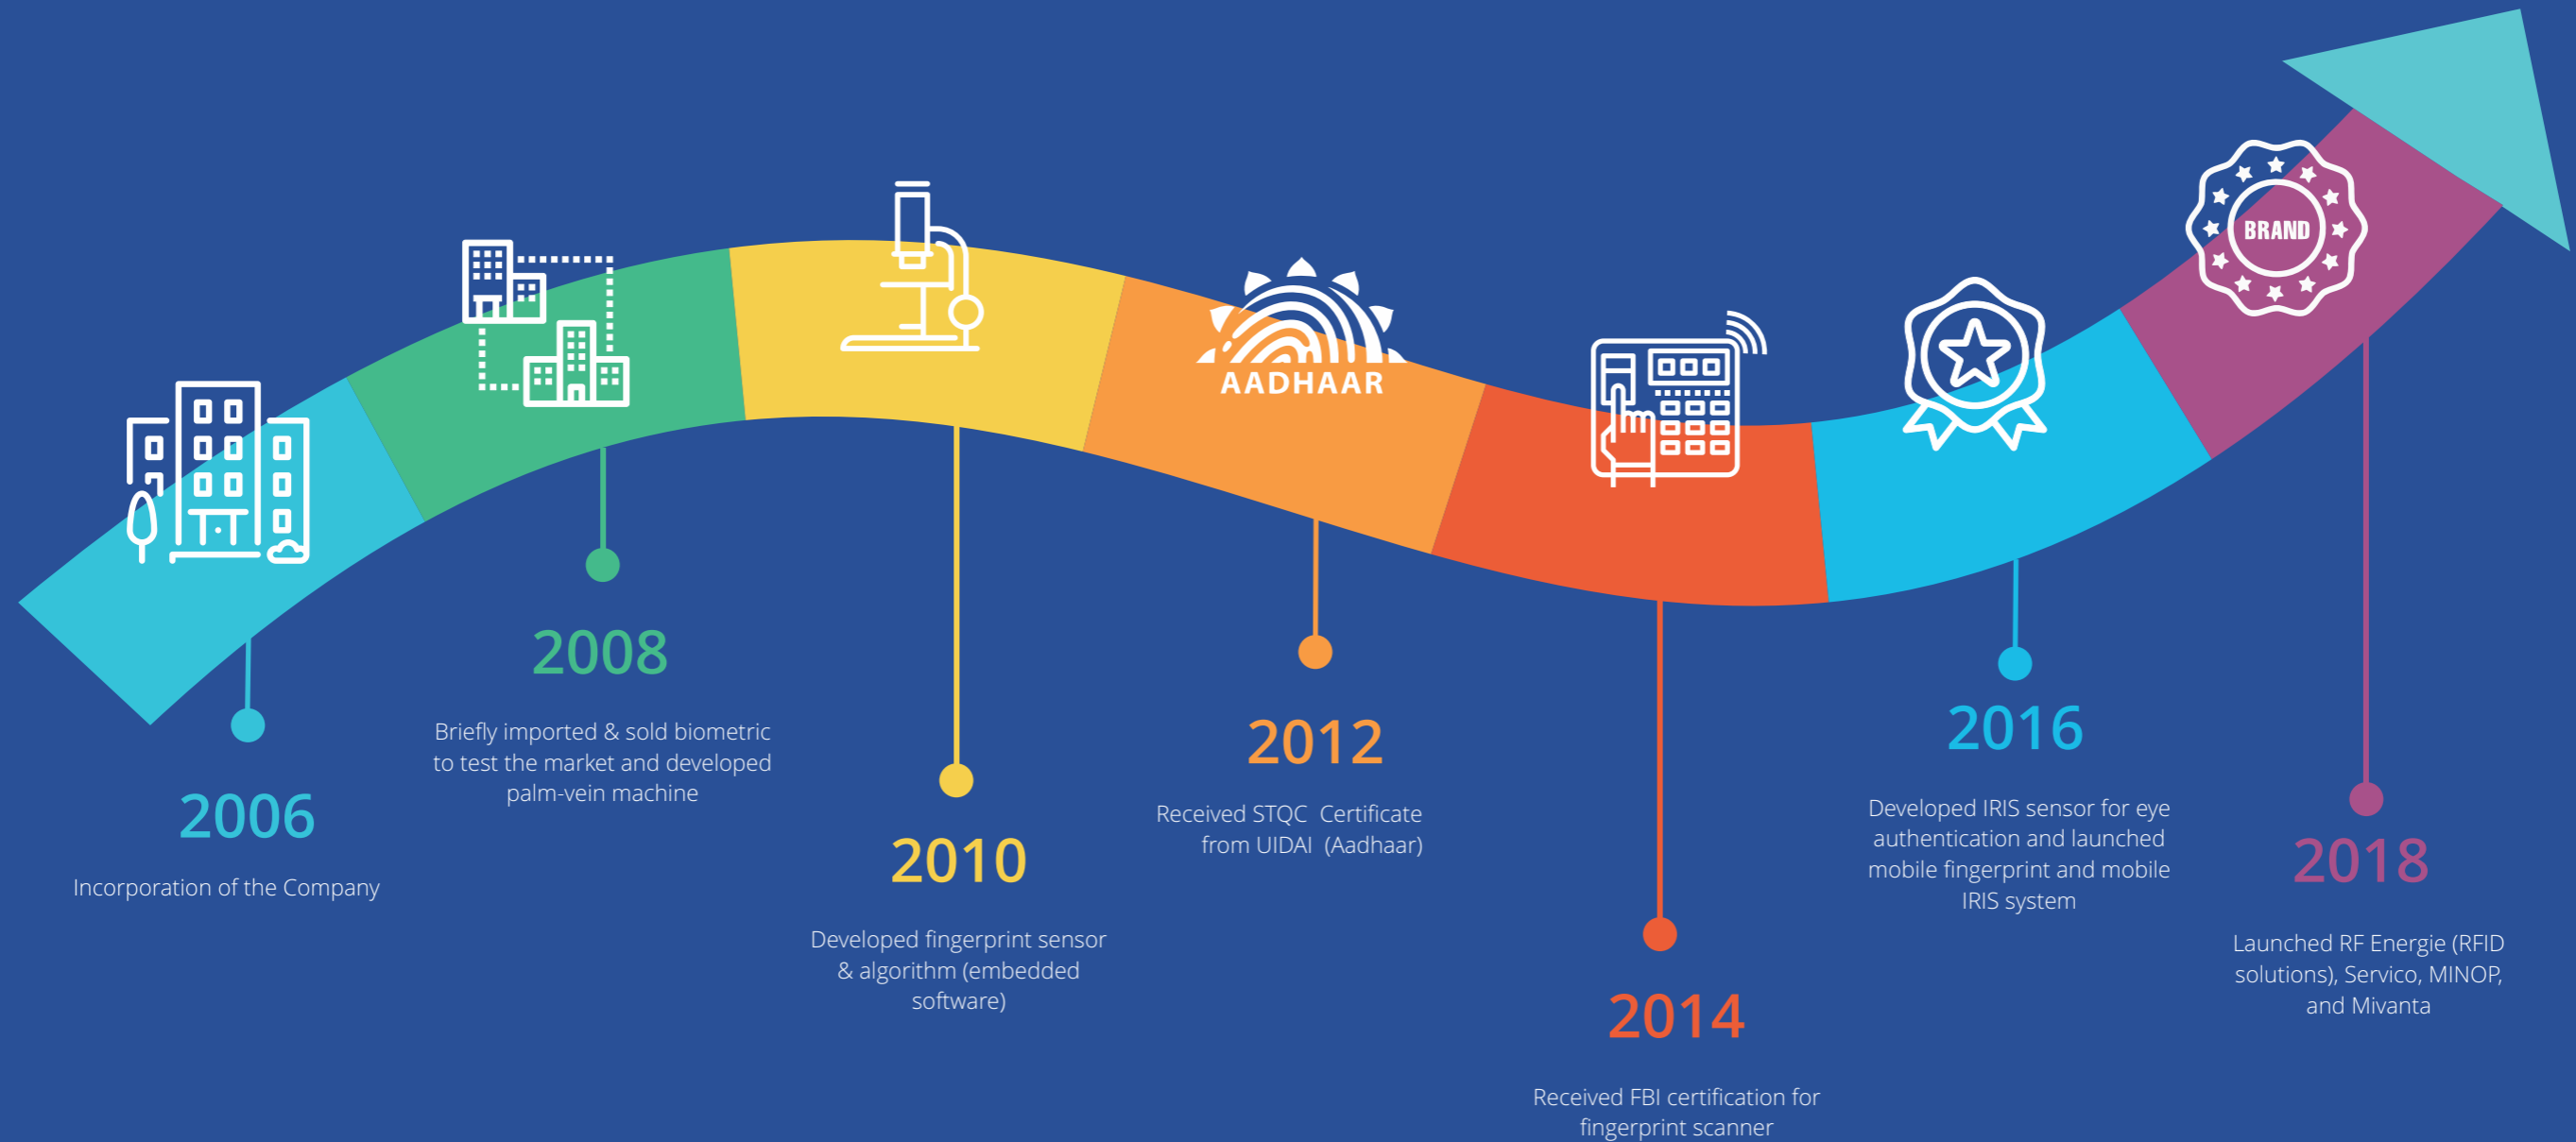 BRAND
AADHAAR
2006
Incorporation of the Company
2008
Briefly imported & sold biometric
to test the market and developed
palm-vein machine
2010
Developed fingerprint sensor
& algorithm (embedded
software)
2012
Received STQC  Certificate
from UIDAI  (Aadhaar)
2014
Received FBI certification for
fingerprint scanner
2016
Developed IRIS sensor for eye
authentication and launched
mobile fingerprint and mobile
IRIS system
2018
Launched RF Energie (RFID
solutions), Servico, MINOP,
and Mivanta